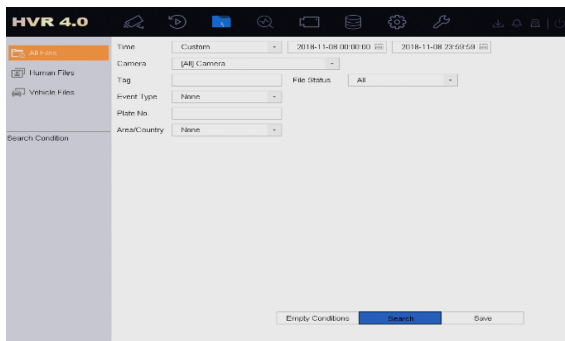 HVR 4.0
All Files
Human Files
Vehicle Files
Search Condition
Time Custom 2018-11-08 00:00:00 2018-11-08 23:59:59
Camera [All] Camera
Tag File Status All
Event Type None
Plate No.
Area/Country None
Empty Conditions Search Save